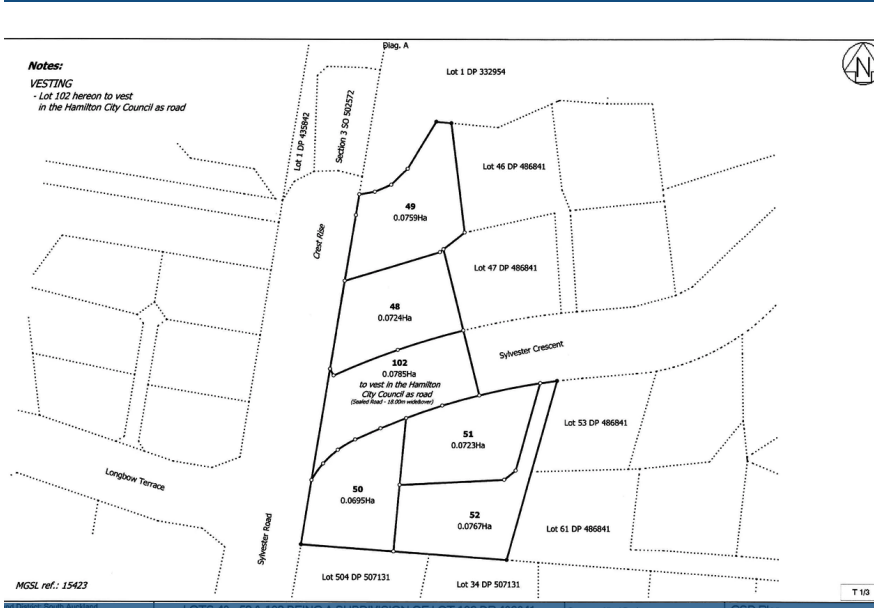 Diag. A
Notes:
VESTING
- Lot 102 hereon to vest
in the Hamilton City Council as road
Lot 1 DP 332954
N
Lot 1 DP 435842
Section 3 SO 502572
Lot 46 DP 486841
49
0.0759Ha
Crest Rise
Lot 47 DP 486841
48
0.0724Ha
Sylvester Crescent
102
0.0785Ha
to vest in the Hamilton
City Council as road
(Sealed Road - 18.00m wide&over)
Lot 53 DP 486841
51
0.0723Ha
Longbow Terrace
50
0.0695Ha
52
0.0767Ha
Sylvester Road
Lot 61 DP 486841
Lot 504 DP 507131
Lot 34 DP 507131
MGSL ref.: 15423
T 1/3